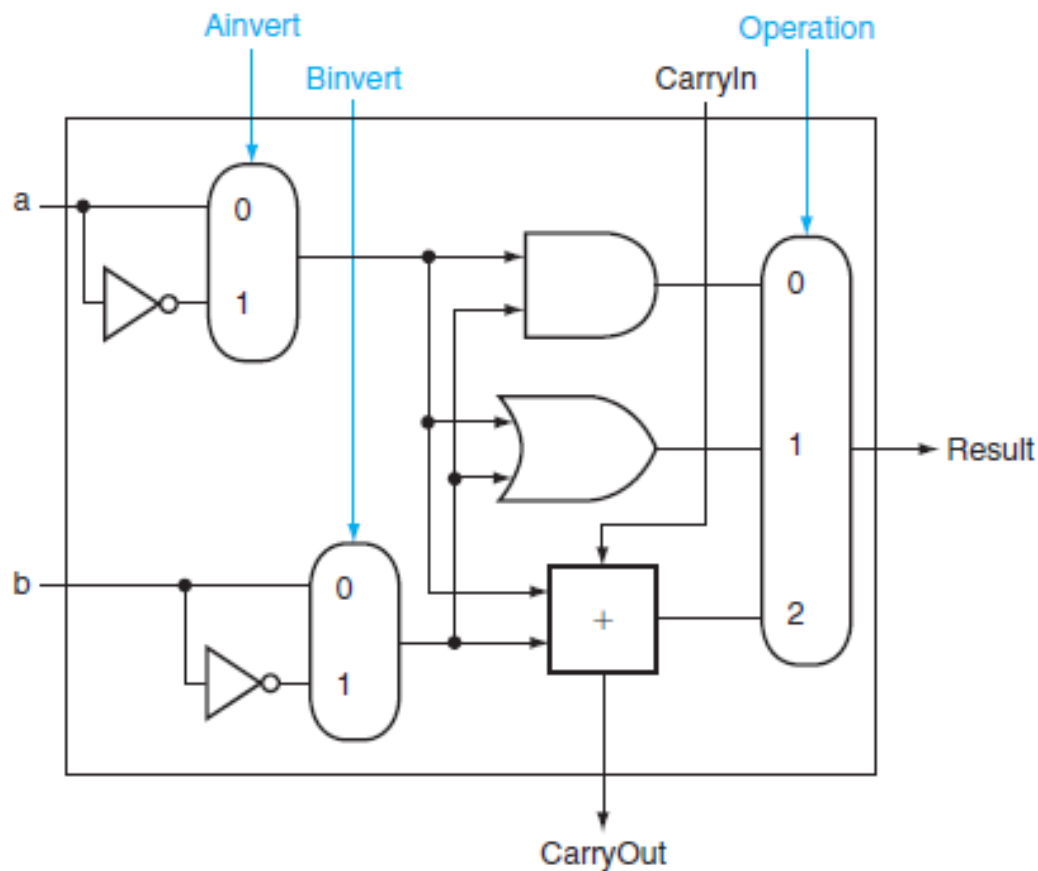 Ainvert
Operation
Binvert
CarryIn
a
0
1
0
1
Result
b
0
1
+
2
CarryOut